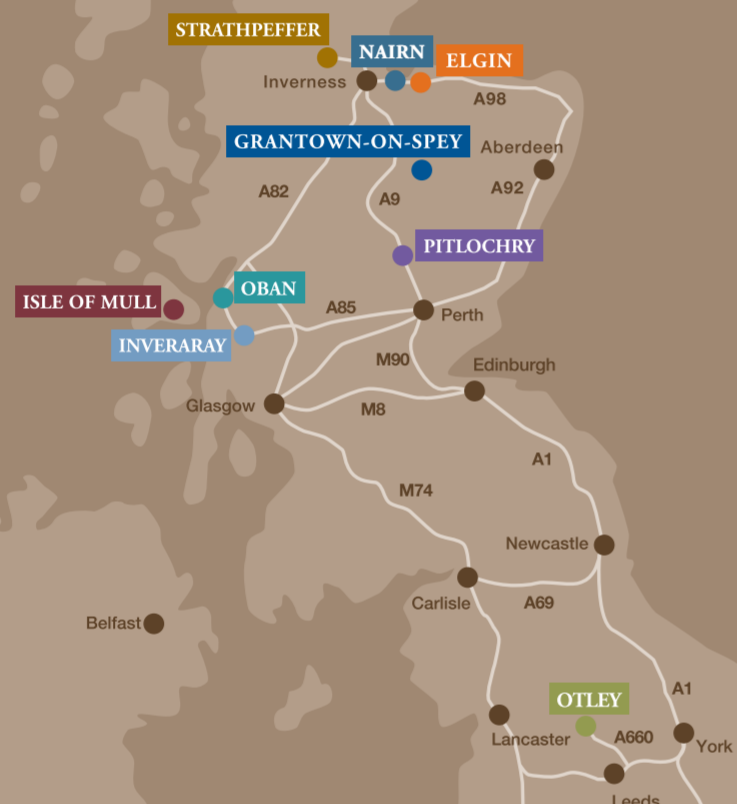 STRATHPEFFER
NAIRN
ELGIN
Inverness
A98
GRANTOWN-ON-SPEY
Aberdeen
A82
A9
A92
PITLOCHRY
OBAN
ISLE OF MULL
A85
Perth
INVERARAY
M90
Edinburgh
Glasgow
M8
A1
M74
Newcastle
Carlisle
A69
Belfast
A1
OTLEY
Lancaster
A660
York
Leeds